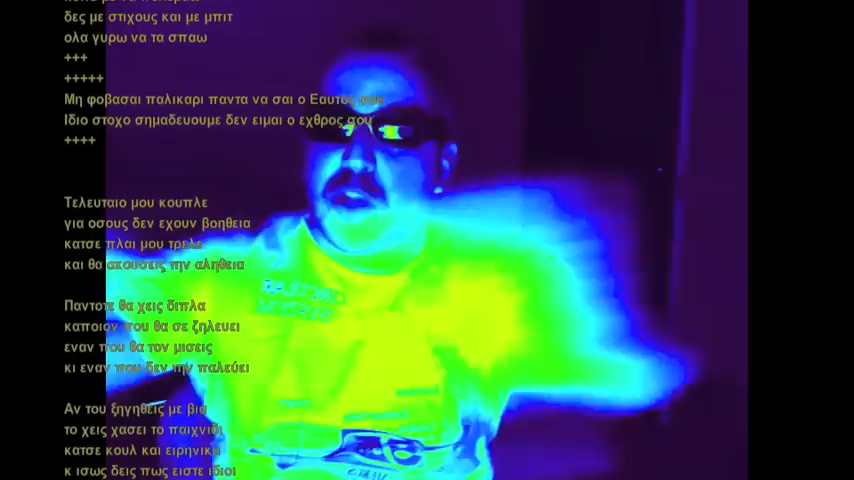 δες με στιχους και με μπιτ
ολα γυρω να τα σπαω
+++
+++++
Μη φοβασαι παλικαρι παντα να σαι ο Εαυτος σου
Ιδιο στοχο σημαδευουμε δεν ειμαι ο εχθρος σου
++++
Τελευταιο μου κουπλε
για οσους δεν εχουν βοηθεια
κατσε πλαι μου τρελε
και θα ακουσεις την αληθεια
Παντοτε θα χεις διπλα
καποιον που θα σε ζηλευει
εναν που θα τον μισεις
κι εναν που δεν την παλεύει
Αν του ξηγηθεις με βια
το χεις χασει το παιχνιδι
κατσε κουλ και ειρηνικα
κ ισως δεις πως ειστε ιδιοι